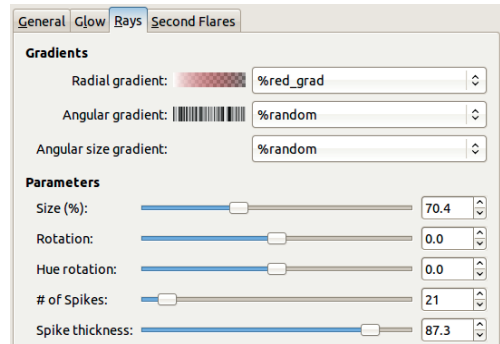 General Glow Rays Second Flares
Gradients
Radial gradient: %red_grad
Angular gradient: %random
Angular size gradient: %random
Parameters
Size (%): 70.4
Rotation: 0.0
Hue rotation: 0.0
# of Spikes: 21
Spike thickness: 87.3